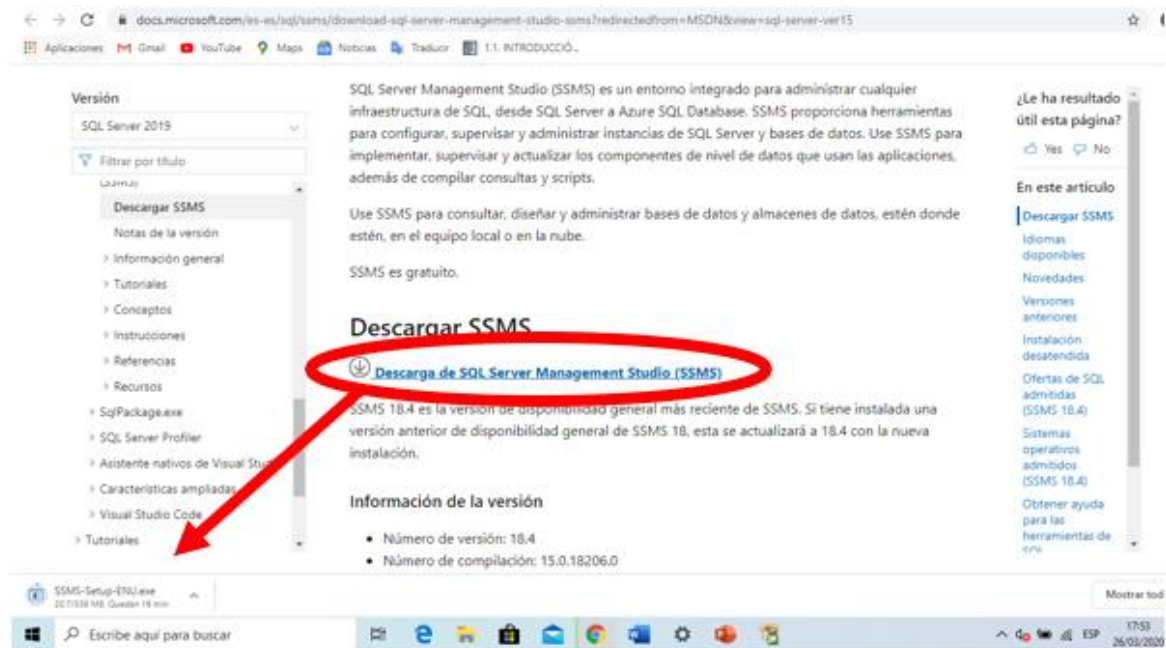 docs.microsoft.com/es-es/sql/ssms/download-sql-server-management-studio-ssms?redirectedfrom=MSDN&view=sql-server-ver15
Aplicaciones Gmail YouTube Maps Noticias Traducir 1.1. INTRODUCCIÓ...
Versión
SQL Server 2019
Filtrar por título
(SSMS)
Descargar SSMS
Notas de la versión
Información general
Tutoriales
Conceptos
Instrucciones
Referencias
Recursos
SqlPackage.exe
SQL Server Profiler
Asistente nativos de Visual Stu
Características ampliadas
Visual Studio Code
Tutoriales
SQL Server Management Studio (SSMS) es un entorno integrado para administrar cualquier
infraestructura de SQL, desde SQL Server a Azure SQL Database. SSMS proporciona herramientas
para configurar, supervisar y administrar instancias de SQL Server y bases de datos. Use SSMS para
implementar, supervisar y actualizar los componentes de nivel de datos que usan las aplicaciones,
además de compilar consultas y scripts.
Use SSMS para consultar, diseñar y administrar bases de datos y almacenes de datos, estén donde
estén, en el equipo local o en la nube.
SSMS es gratuito.
Descargar SSMS
Descarga de SQL Server Management Studio (SSMS)
SSMS 18.4 es la versión de disponibilidad general más reciente de SSMS. Si tiene instalada una
versión anterior de disponibilidad general de SSMS 18, esta se actualizará a 18.4 con la nueva
instalación.
Información de la versión
• Número de versión: 18.4
• Número de compilación: 15.0.18206.0
¿Le ha resultado
útil esta página?
Yes No
En este artículo
Descargar SSMS
Idiomas
disponibles
Novedades
Versiones
anteriores
Instalación
desatendida
Ofertas de SQL
admitidas
(SSMS 18.4)
Sistemas
operativos
admitidos
(SSMS 18.4)
Obtener ayuda
para las
herramientas de
SQL
SSMS-Setup-ENU.exe
20.7/538 MB, Quedan 19 min
Mostrar tod
Escribe aquí para buscar
ESP
17:53
26/03/2020